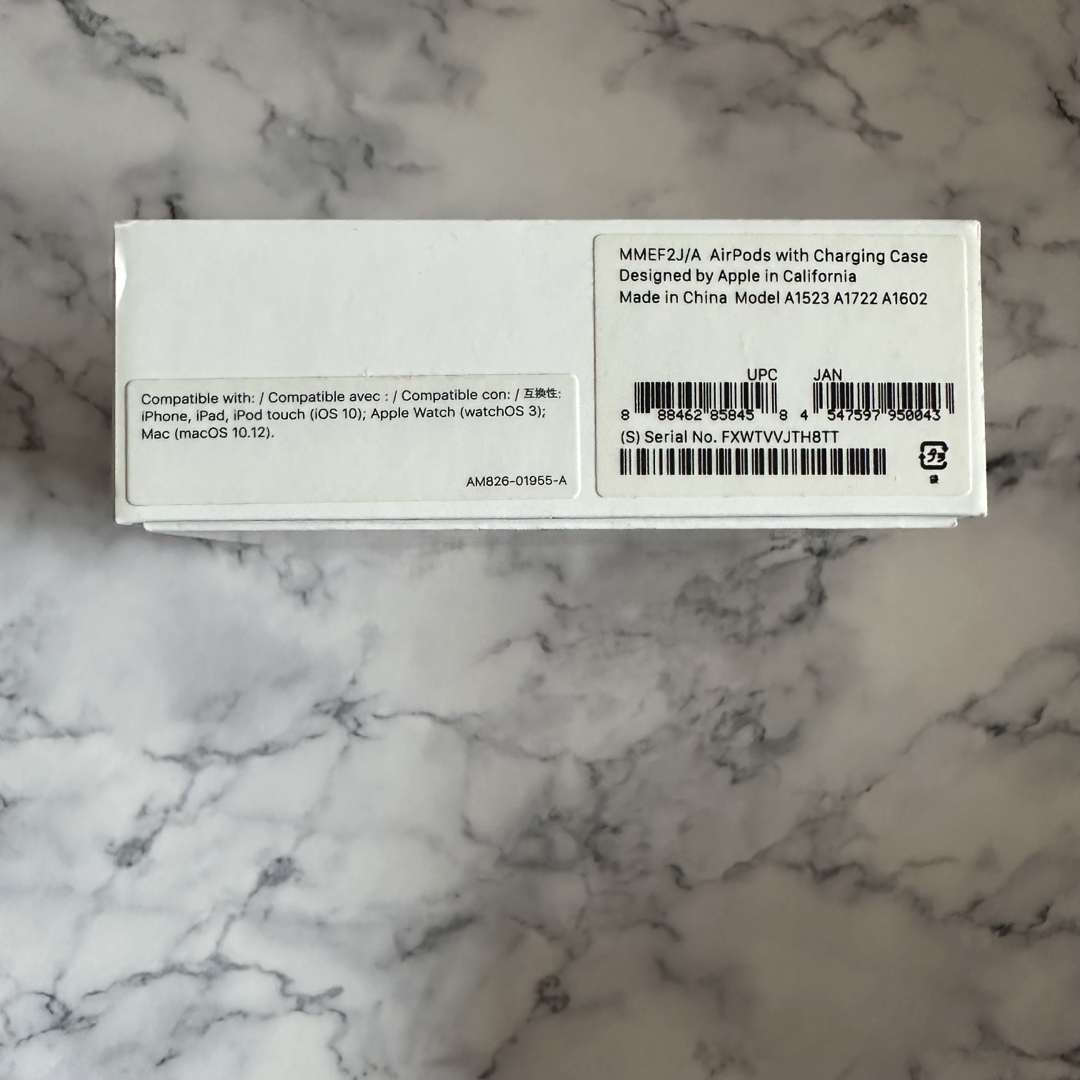 Compatible with: / Compatible avec : / Compatible con: / 互換性:
iPhone, iPad, iPod touch (iOS 10); Apple Watch (watchOS 3);
Mac (macOS 10.12).
AM826-01955-A
MMEF2J/A AirPods with Charging Case
Designed by Apple in California
Made in China Model A1523 A1722 A1602
UPC JAN
8 88462 85845 8 4 547597 950043
(S) Serial No. FXWTVVJTH8TT
プラ